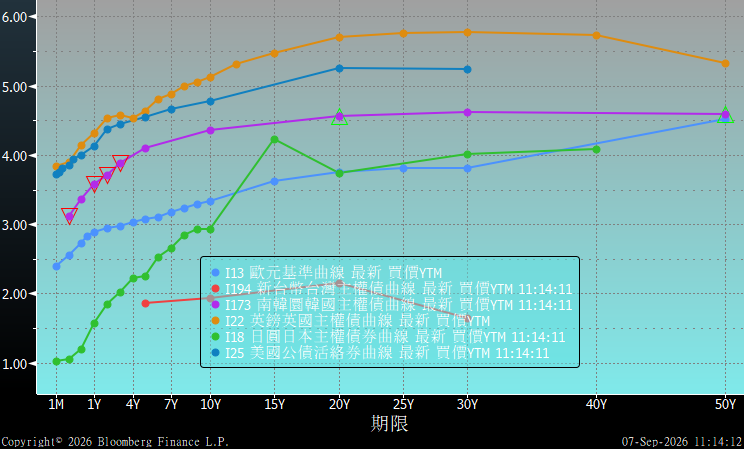 6.00
5.00
4.00
3.00
2.00
1.00
I13 歐元基準曲線 最新 買價YTM
I194 新台幣台灣主權債曲線 最新 買價YTM 11:14:11
I173 南韓圜韓國主權債曲線 最新 買價YTM 11:14:11
I22 英鎊英國主權債曲線 最新 買價YTM
I18 日圓日本主權債券曲線 最新 買價YTM 11:14:11
I25 美國公債活絡券曲線 最新 買價YTM 11:14:11
1M 1Y 4Y 7Y 10Y 15Y 20Y 25Y 30Y 40Y 50Y
期限
Copyright© 2026 Bloomberg Finance L.P. 07-Sep-2026 11:14:12